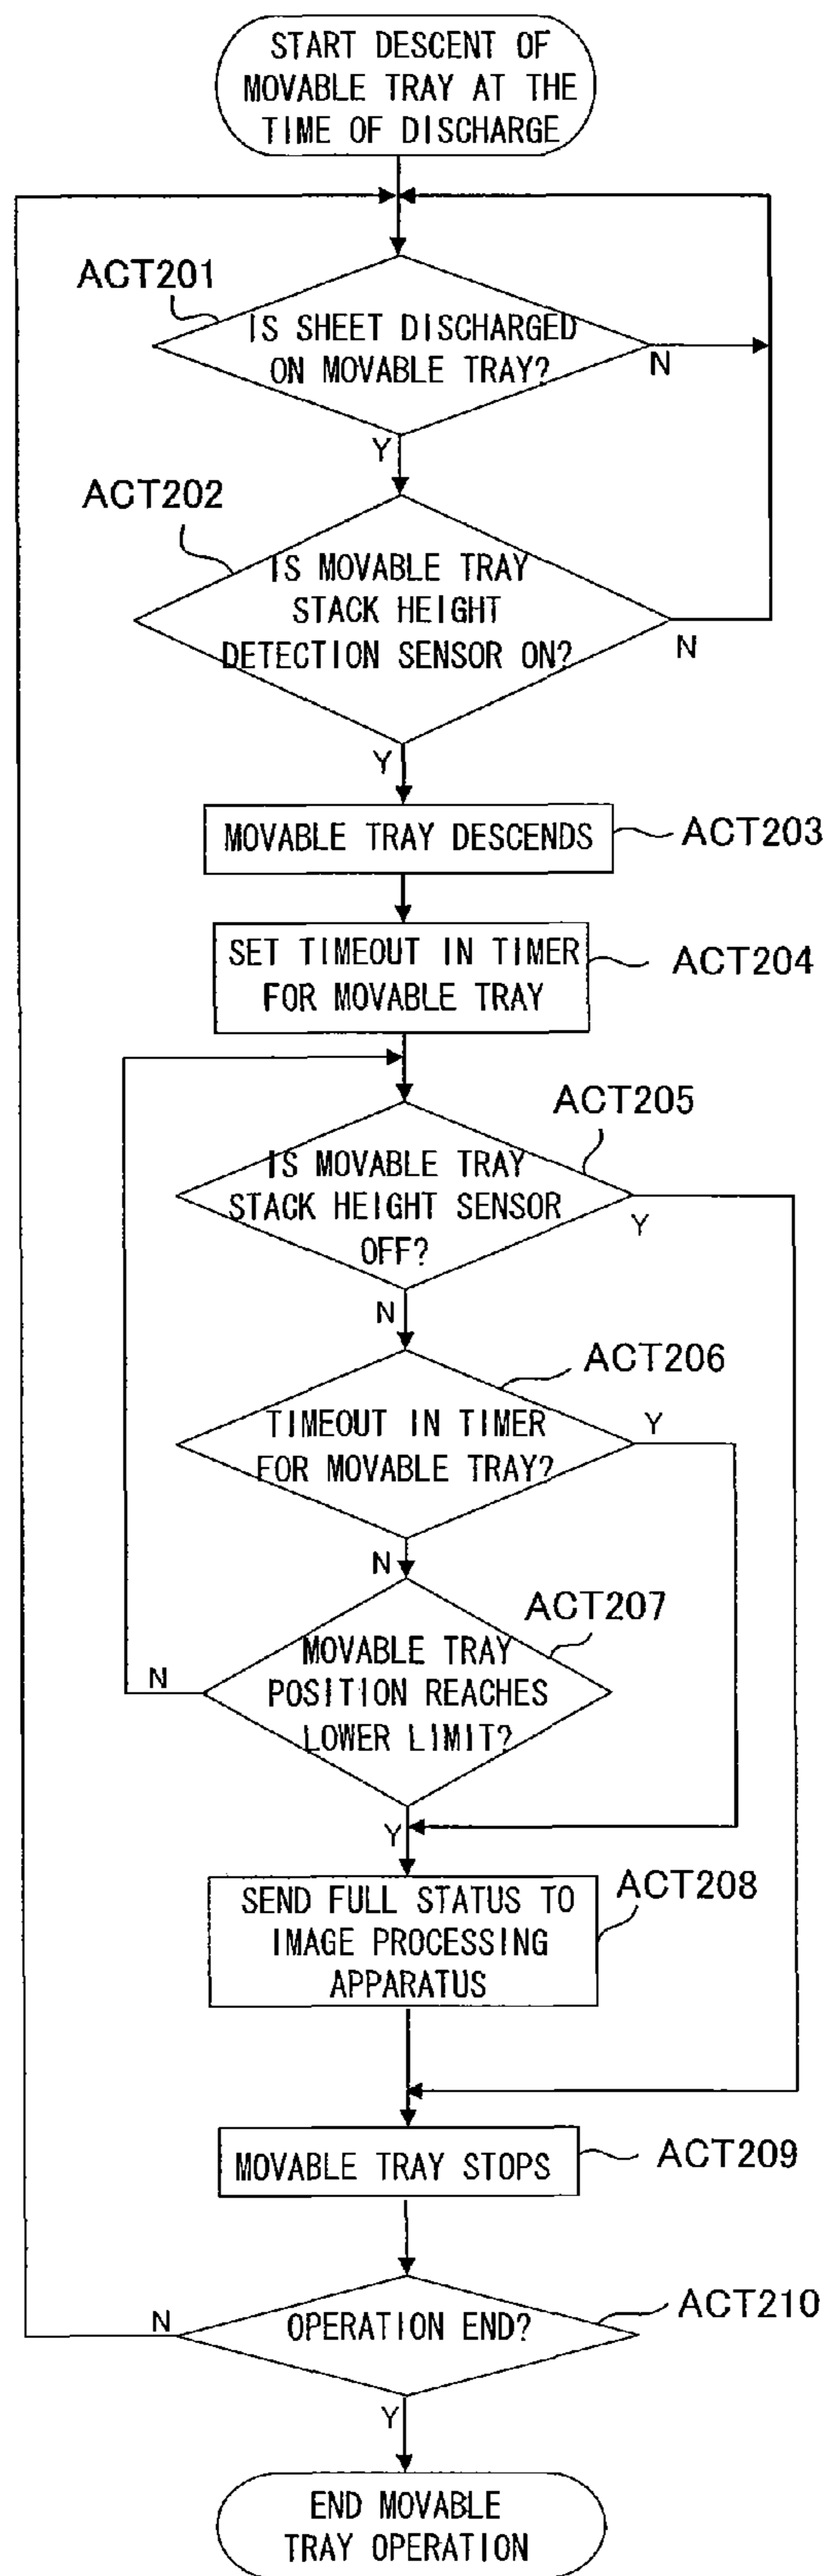 START DESCENT OF
MOVABLE TRAY AT THE
TIME OF DISCHARGE
ACT201
IS SHEET DISCHARGED
ON MOVABLE TRAY?
N
Y
ACT202
IS MOVABLE TRAY
STACK HEIGHT
DETECTION SENSOR ON?
N
Y
MOVABLE TRAY DESCENDS
ACT203
SET TIMEOUT IN TIMER
FOR MOVABLE TRAY
ACT204
ACT205
IS MOVABLE TRAY
STACK HEIGHT SENSOR
OFF?
Y
N
ACT206
TIMEOUT IN TIMER
FOR MOVABLE TRAY?
Y
N
ACT207
MOVABLE TRAY
POSITION REACHES
LOWER LIMIT?
N
Y
SEND FULL STATUS TO
IMAGE PROCESSING
APPARATUS
ACT208
MOVABLE TRAY STOPS
ACT209
OPERATION END?
ACT210
N
Y
END MOVABLE
TRAY OPERATION